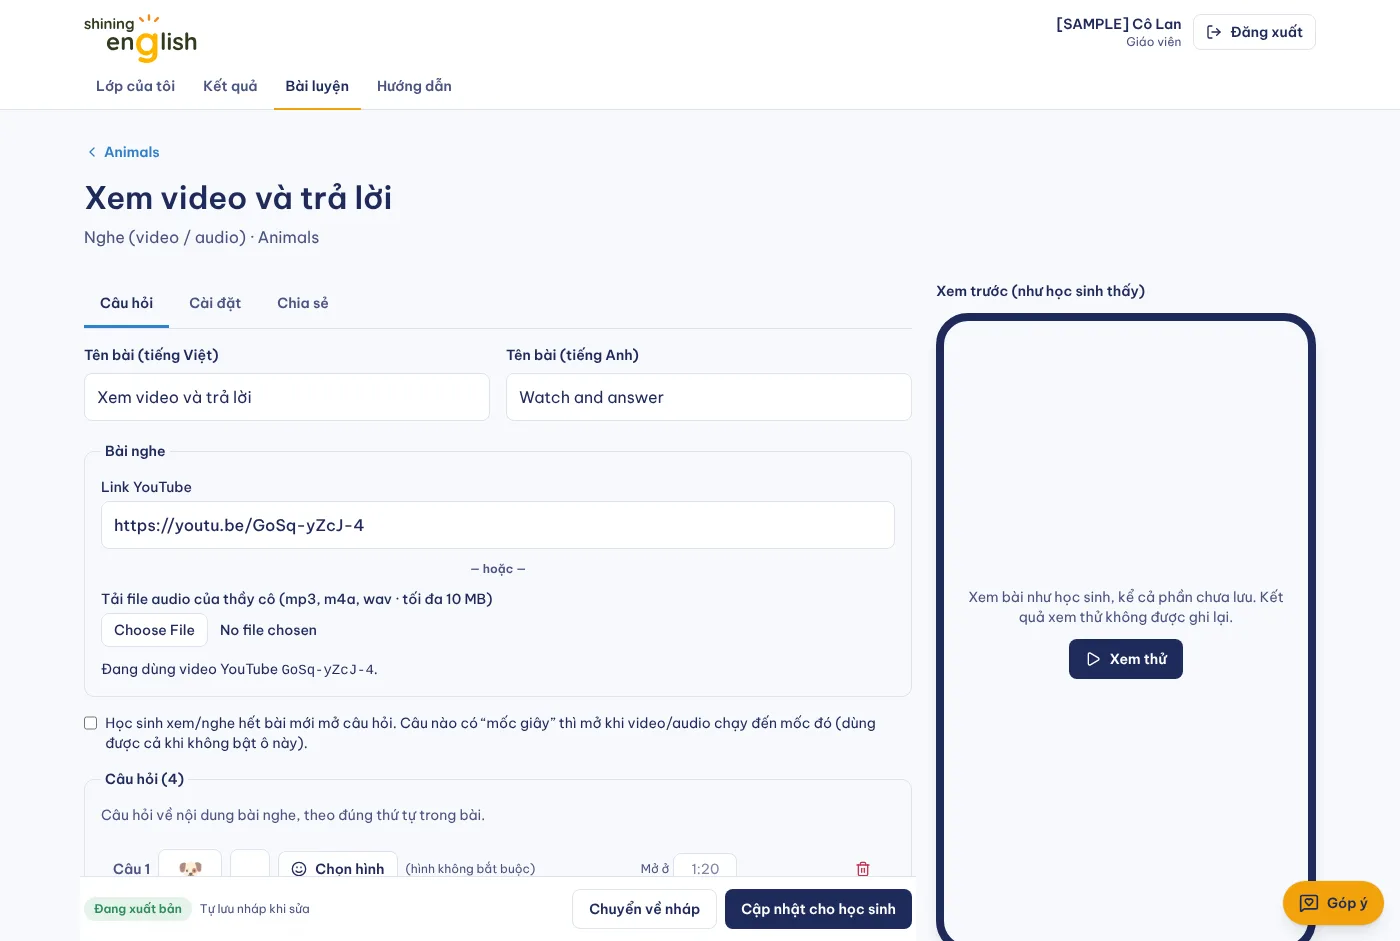 shining
english
[SAMPLE] Cô Lan
Giáo viên
Đăng xuất
Lớp của tôi
Kết quả
Bài luyện
Hướng dẫn
Animals
Xem video và trả lời
Nghe (video / audio) · Animals
Câu hỏi
Cài đặt
Chia sẻ
Tên bài (tiếng Việt)
Tên bài (tiếng Anh)
Xem video và trả lời
Watch and answer
Bài nghe
Link YouTube
https://youtu.be/GoSq-yZcJ-4
— hoặc —
Tải file audio của thầy cô (mp3, m4a, wav · tối đa 10 MB)
Choose File
No file chosen
Đang dùng video YouTube GoSq-yZcJ-4.
Học sinh xem/nghe hết bài mới mở câu hỏi. Câu nào có “mốc giây” thì mở khi video/audio chạy đến mốc đó (dùng
được cả khi không bật ô này).
Câu hỏi (4)
Câu hỏi về nội dung bài nghe, theo đúng thứ tự trong bài.
Câu 1
Chọn hình
(hình không bắt buộc)
Mở ở
1:20
Đang xuất bản
Tự lưu nháp khi sửa
Chuyển về nháp
Cập nhật cho học sinh
Xem trước (như học sinh thấy)
Xem bài như học sinh, kể cả phần chưa lưu. Kết
quả xem thử không được ghi lại.
Xem thử
Góp ý